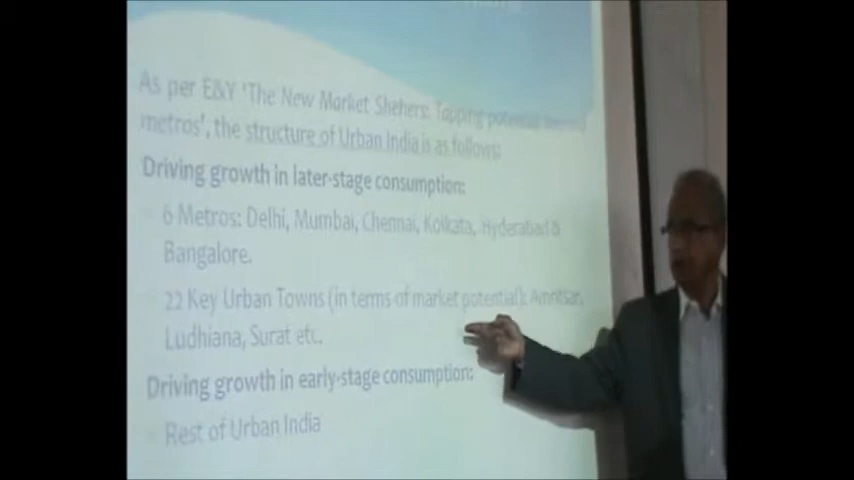 As per E&Y 'The New Market Shehers: Tapping potential
metros', the structure of Urban India is as follows:
Driving growth in later-stage consumption:
6 Metros: Delhi, Mumbai, Chennai, Kolkata, Hyderabad &
Bangalore.
22 Key Urban Towns (in terms of market potential): Amritsar,
Ludhiana, Surat etc.
Driving growth in early-stage consumption:
Rest of Urban India